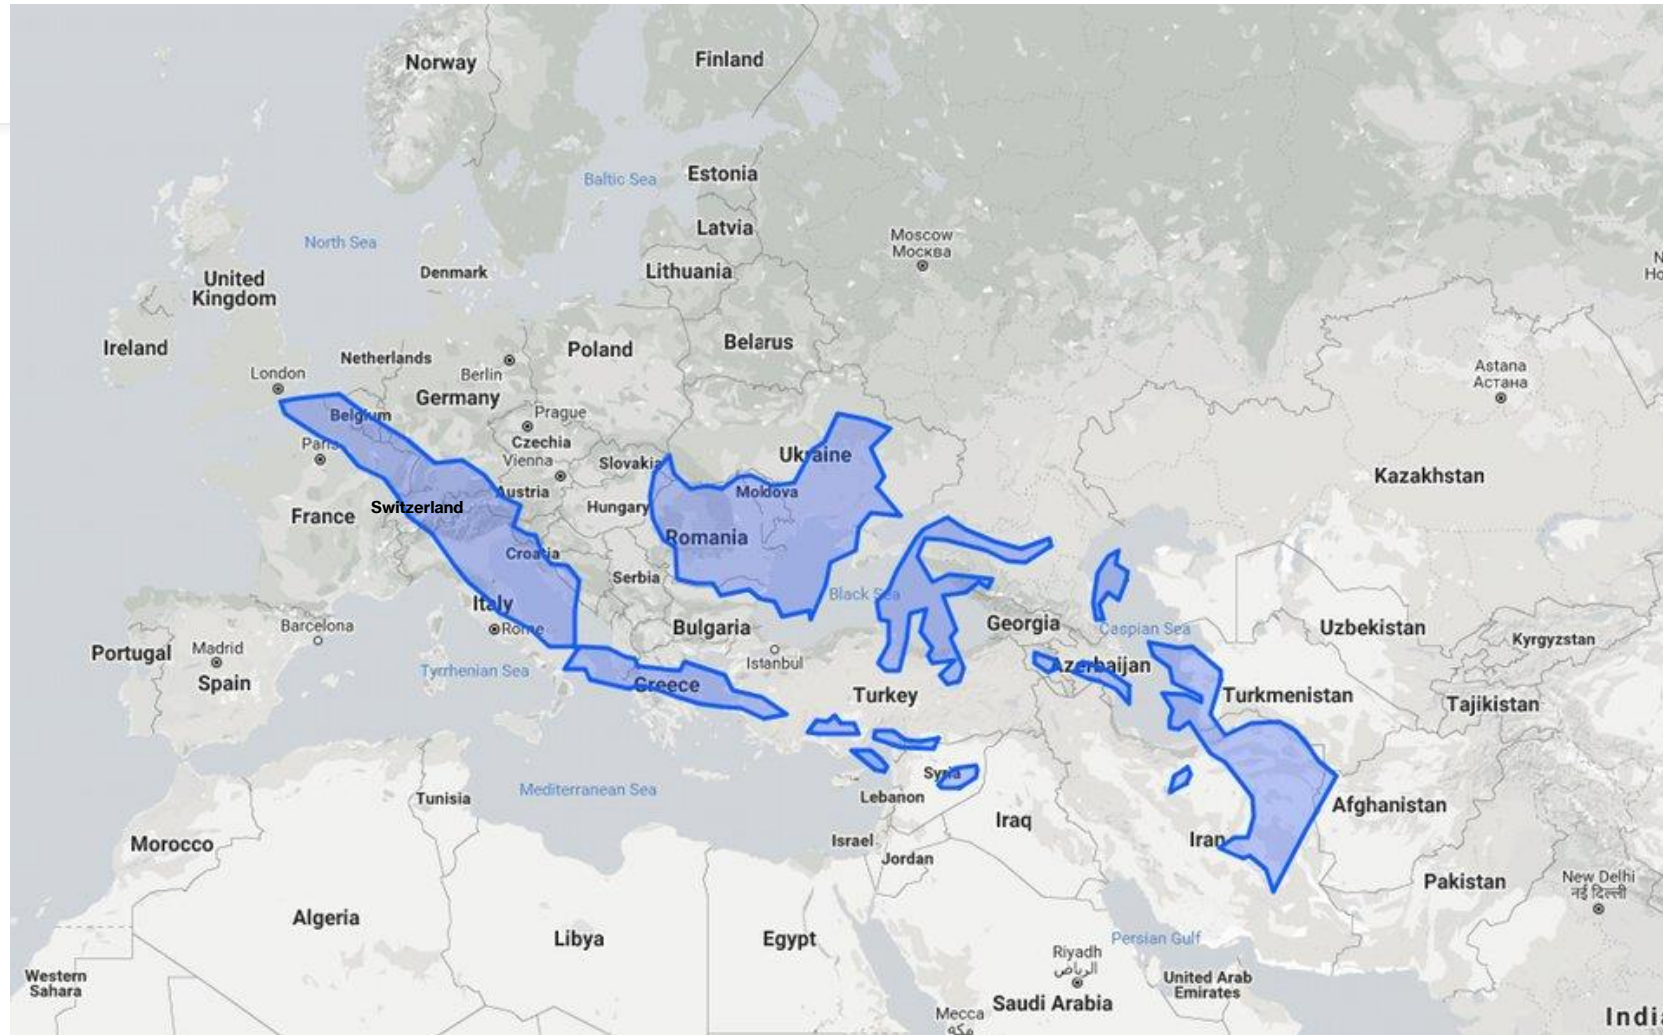 Norway
Finland
Estonia
Baltic Sea
Latvia
Moscow
Москва
North Sea
Lithuania
Denmark
United
Kingdom
Belarus
Ireland
Poland
Netherlands
Berlin
London
Germany
Astana
Астана
Belgium
Prague
Paris
Czechia
Vienna
Slovakia
Ukraine
Kazakhstan
Austria
Moldova
Switzerland
Hungary
France
Romania
Croatia
Serbia
Black Sea
Italy
Georgia
Caspian Sea
Uzbekistan
Kyrgyzstan
Barcelona
Rome
Bulgaria
Portugal
Madrid
Istanbul
Azerbaijan
Tyrrhenian Sea
Spain
Greece
Turkey
Turkmenistan
Tajikistan
Syria
Mediterranean Sea
Tunisia
Lebanon
Afghanistan
Iraq
Morocco
Israel
Iran
Jordan
Pakistan
New Delhi
नई दिल्ली
Algeria
Libya
Egypt
Persian Gulf
Riyadh
الرياض
Western
Sahara
United Arab
Emirates
Saudi Arabia
Mecca
مكة